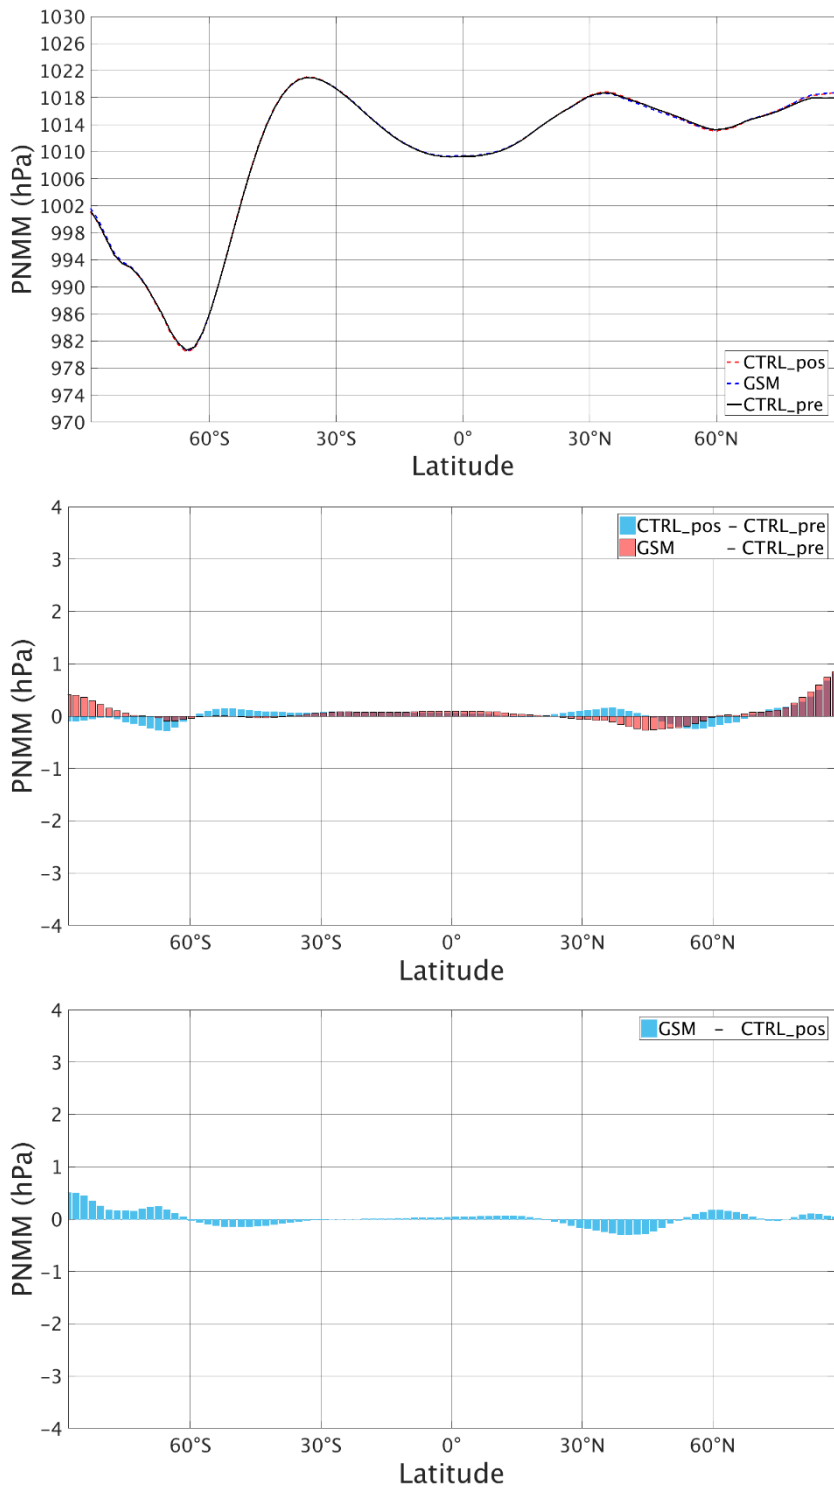 1030
1026
1022
1018
1014
1010
1006
1002
998
994
990
986
982
978
974
970
PNMM (hPa)
CTRL_pos
GSM
CTRL_pre
60°S 30°S 0° 30°N 60°N
Latitude
4
3
2
1
0
−1
−2
−3
−4
PNMM (hPa)
CTRL_pos − CTRL_pre
GSM − CTRL_pre
60°S 30°S 0° 30°N 60°N
Latitude
4
3
2
1
0
−1
−2
−3
−4
PNMM (hPa)
GSM − CTRL_pos
60°S 30°S 0° 30°N 60°N
Latitude